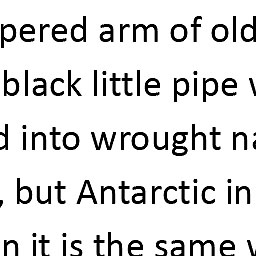 pered arm of old
black little pipe
d into wrought na
, but Antarctic in
n it is the same